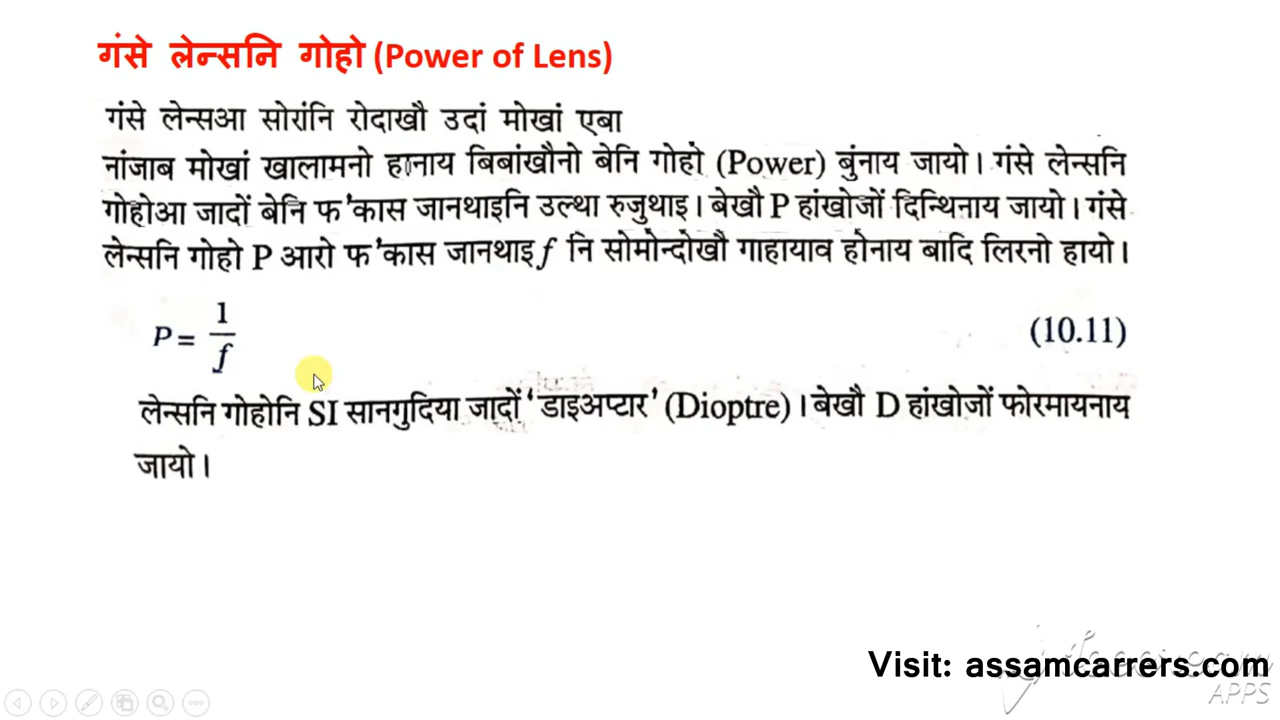 गंसे लेन्सनि गोहो (Power of Lens)
गंसे लेन्सआ सोरांनि रोदाखौ उदां मोखां एबा
नांजाब मोखां खालामनो हानाय बिबांखौनो बेनि गोहो (Power) बुंनाय जायो। गंसे लेन्सनि
गोहोआ जादों बेनि फ'कास जानथाइनि उल्था रुजुथाइ। बेखौ P हांखोजों दिन्थिनाय जायो। गंसे
लेन्सनि गोहो P आरो फ'कास जानथाइ f नि सोमोन्दोखौ गाहायाव होनाय बादि लिरनो हायो।
P = 1/f (10.11)
लेन्सनि गोहोनि SI सानगुदिया जादों ‘डाइअप्टार’ (Dioptre)। बेखौ D हांखोजों फोरमायनाय
जायो।
Visit: assamcarrers.com
APPS